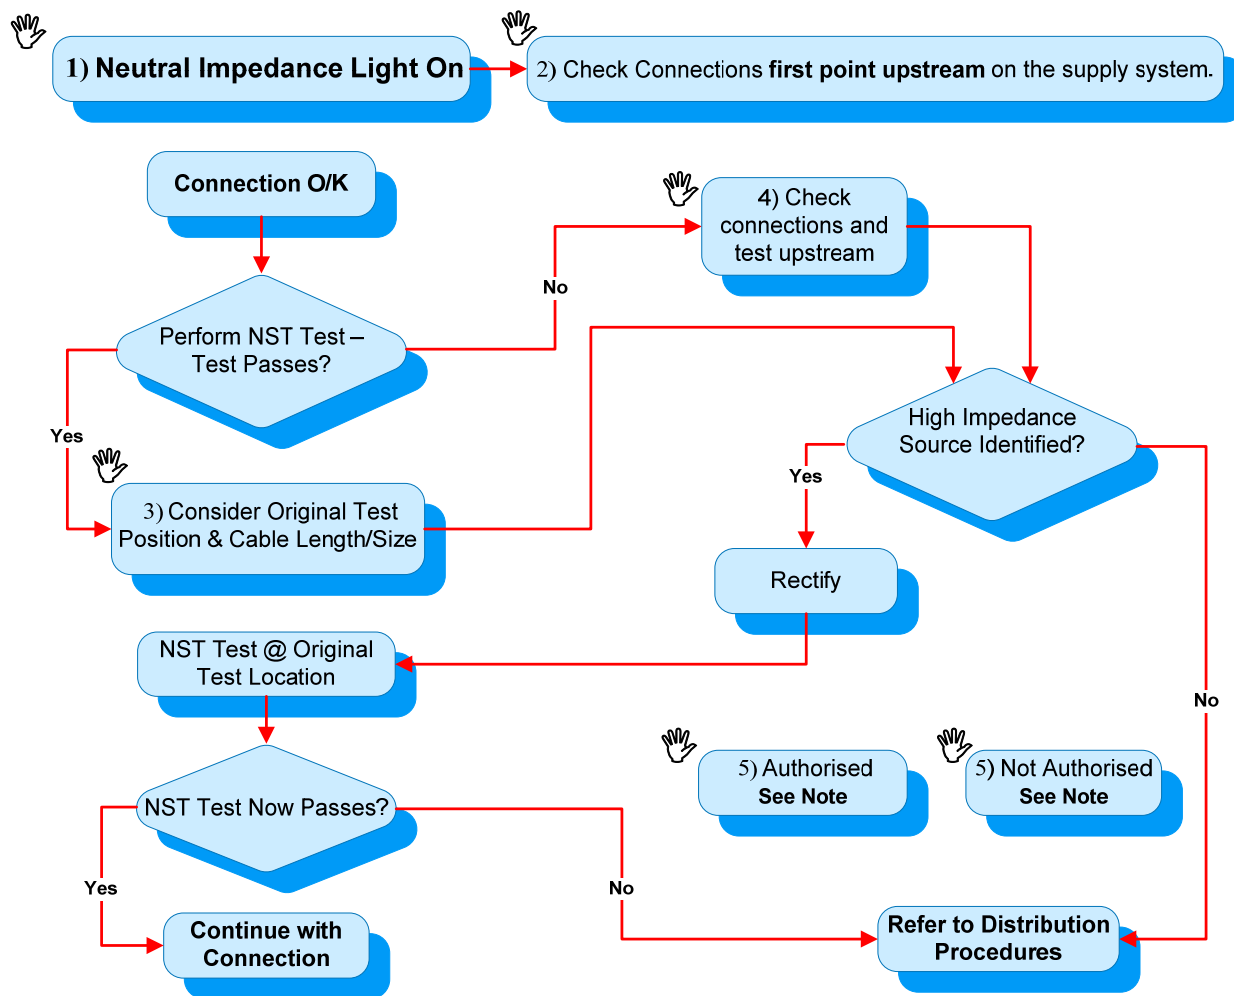 1) Neutral Impedance Light On
2) Check Connections first point upstream on the supply system.
Connection O/K
4) Check
connections and
test upstream
No
Perform NST Test –
Test Passes?
High Impedance
Source Identified?
Yes
Yes
3) Consider Original Test
Position & Cable Length/Size
Rectify
NST Test @ Original
Test Location
No
5) Authorised
See Note
5) Not Authorised
See Note
NST Test Now Passes?
Yes
No
Continue with
Connection
Refer to Distribution
Procedures